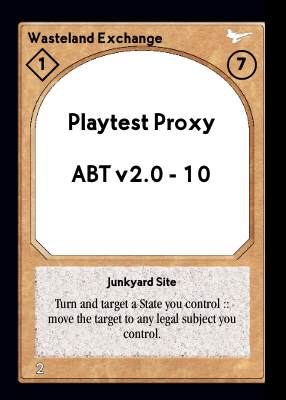 Wasteland Exchange
1
7
Playtest Proxy
ABT v2.0 - 10
Junkyard Site
Turn and target a State you control ::
move the target to any legal subject you
control.
2